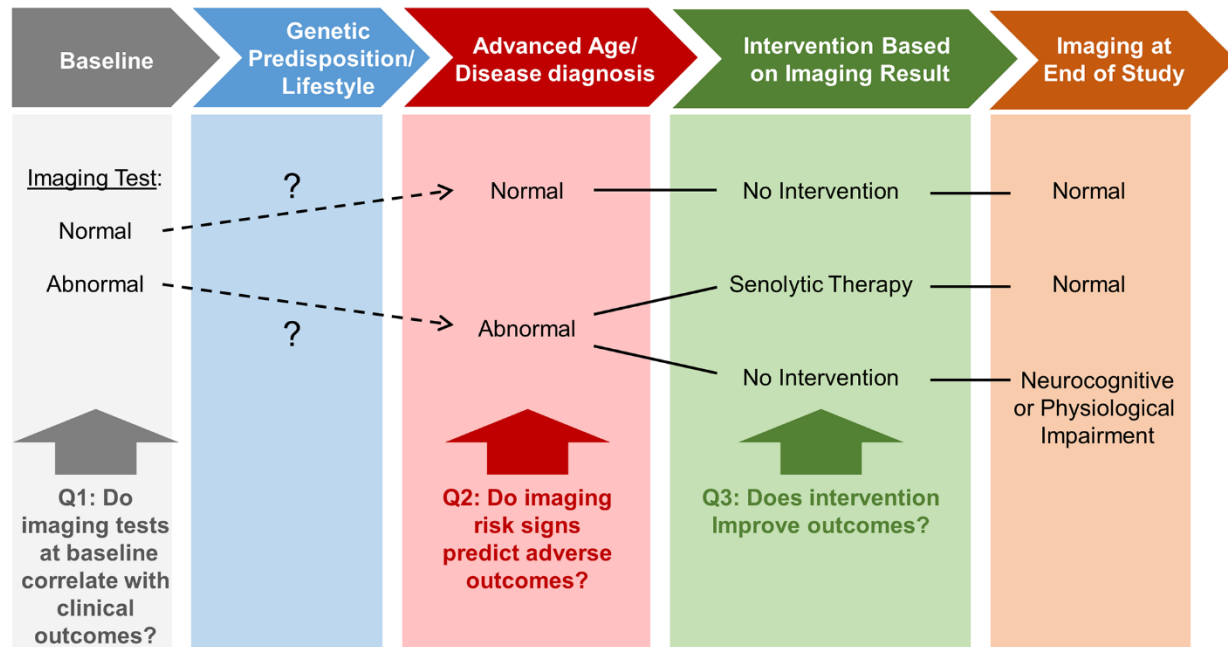 Baseline
Genetic
Predisposition/
Lifestyle
Advanced Age/
Disease diagnosis
Intervention Based
on Imaging Result
Imaging at
End of Study
Imaging Test:
Normal
Abnormal
?
?
Normal
Abnormal
No Intervention
Senolytic Therapy
No Intervention
Normal
Normal
Neurocognitive
or Physiological
Impairment
Q1: Do
imaging tests
at baseline
correlate with
clinical
outcomes?
Q2: Do imaging
risk signs
predict adverse
outcomes?
Q3: Does intervention
Improve outcomes?